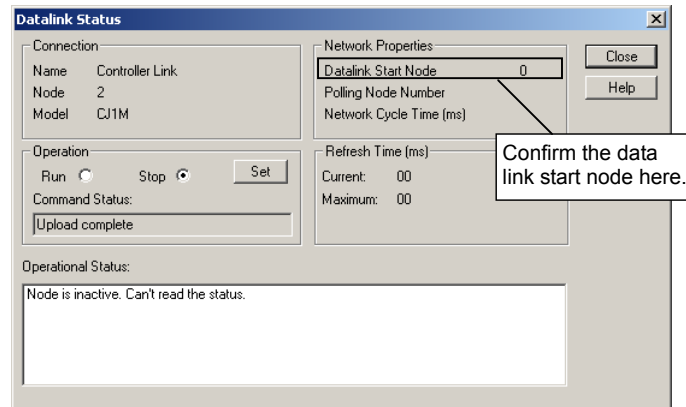 Datalink Status
Connection
Name Controller Link
Node 2
Model CJ1M
Network Properties
Datalink Start Node 0
Polling Node Number
Network Cycle Time (ms)
Close
Help
Operation
Run Stop Set
Command Status:
Upload complete
Refresh Time (ms)
Current: 00
Maximum: 00
Confirm the data
link start node here.
Operational Status:
Node is inactive. Can't read the status.